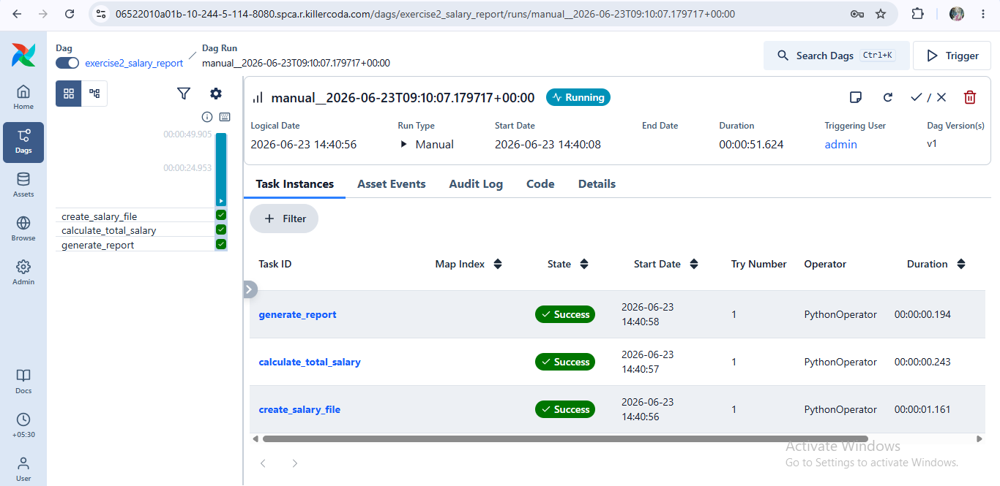 06522010a01b-10-244-5-114-8080.spca.r.killercoda.com/dags/exercise2_salary_report/runs/manual__2026-06-23T09:10:07.179717+00:00
Dag
exercise2_salary_report
/
Dag Run
manual__2026-06-23T09:10:07.179717+00:00
Search Dags Ctrl+K
Trigger
Home
Dags
Assets
Browse
Admin
Docs
+05:30
User
00:00:49.905
00:00:24.953
create_salary_file
calculate_total_salary
generate_report
manual__2026-06-23T09:10:07.179717+00:00 Running
/
Logical Date Run Type Start Date End Date Duration Triggering User Dag Version(s)
2026-06-23 14:40:56 Manual 2026-06-23 14:40:08 00:00:51.624 admin v1
Task Instances Asset Events Audit Log Code Details
+ Filter
Task ID Map Index State Start Date Try Number Operator Duration
generate_report Success 2026-06-23 14:40:58 1 PythonOperator 00:00:00.194
calculate_total_salary Success 2026-06-23 14:40:57 1 PythonOperator 00:00:00.243
create_salary_file Success 2026-06-23 14:40:56 1 PythonOperator 00:00:01.161
Activate Windows
Go to Settings to activate Windows.